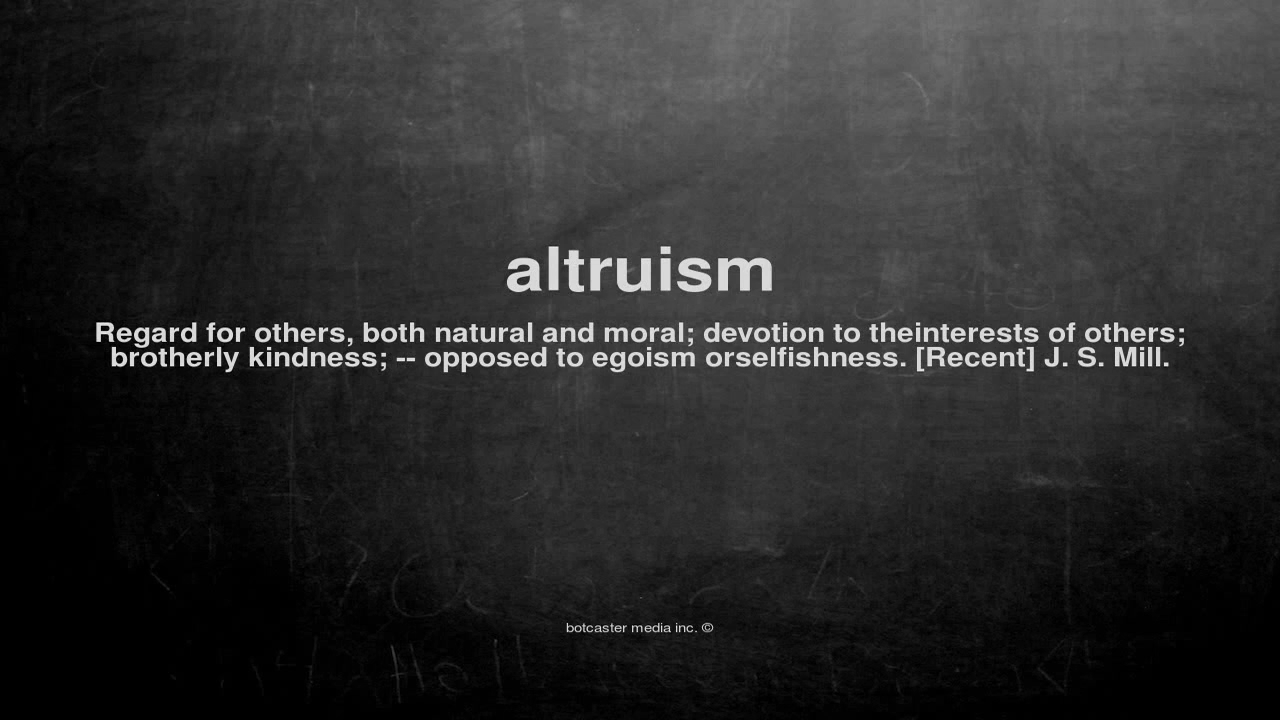 altruism
Regard for others, both natural and moral; devotion to theinterests of others;
brotherly kindness; -- opposed to egoism orselfishness. [Recent] J. S. Mill.
botcaster media inc. ©